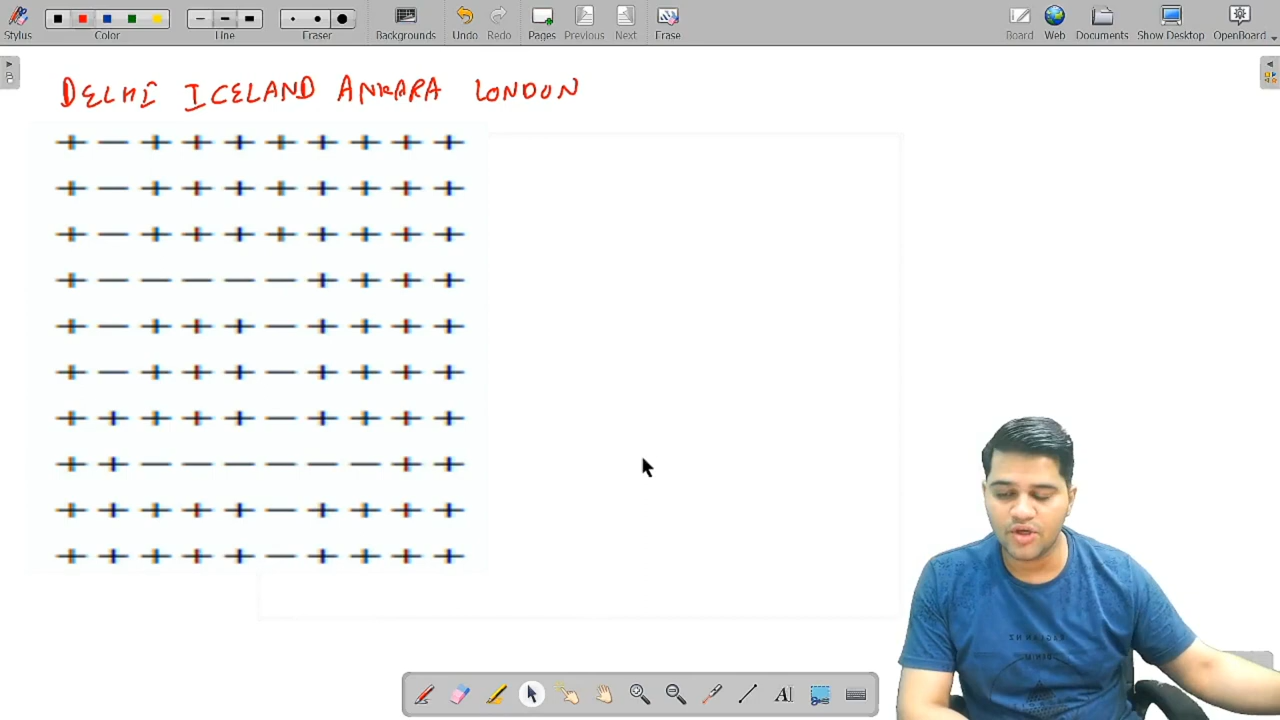 Stylus Color Line Eraser Backgrounds Undo Redo Pages Previous Next Erase Board Web Documents Show Desktop OpenBoard
DELHI ICELAND ANKARA LONDON
+ - + + + + + + + +
+ - + + + + + + + +
+ - + + + + + + + +
+ - - - - - + + + +
+ - + + + - + + + +
+ - + + + - + + + +
+ + + + + - + + + +
+ + - - - - - - + +
+ + + + + - + + + +
+ + + + + - + + + +